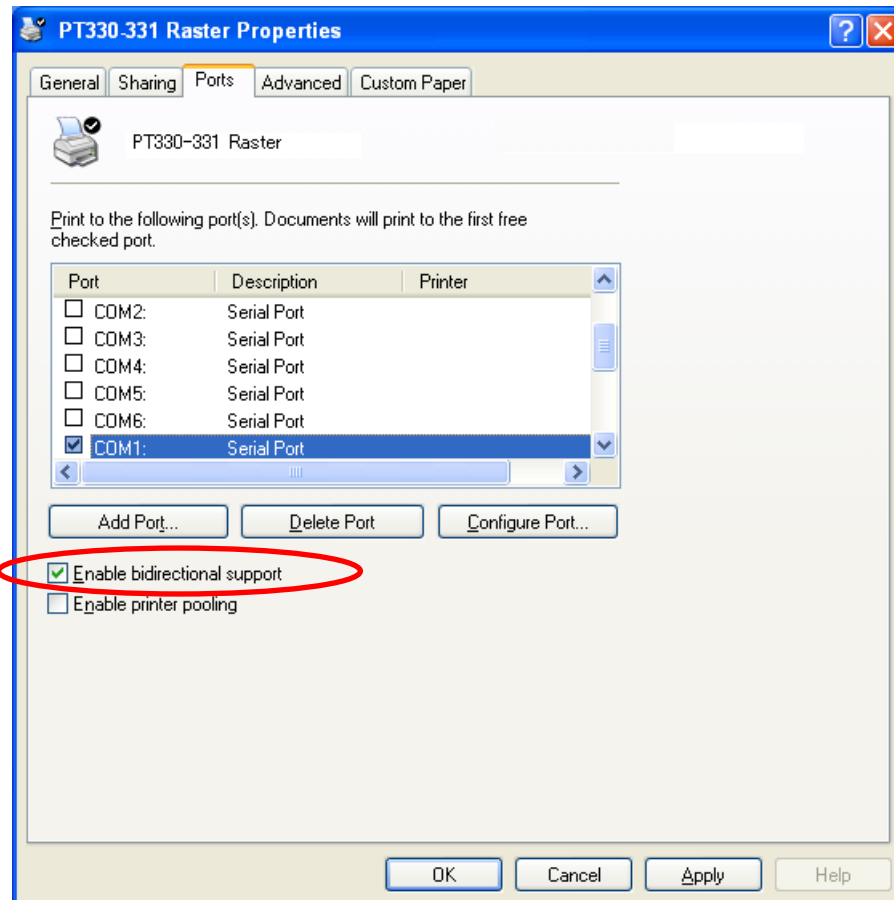 PT330-331 Raster Properties
General Sharing Ports Advanced Custom Paper
PT330-331 Raster
Print to the following port(s). Documents will print to the first free
checked port.
Port Description Printer
COM2: Serial Port
COM3: Serial Port
COM4: Serial Port
COM5: Serial Port
COM6: Serial Port
COM1: Serial Port
Add Port... Delete Port Configure Port...
Enable bidirectional support
Enable printer pooling
OK Cancel Apply Help